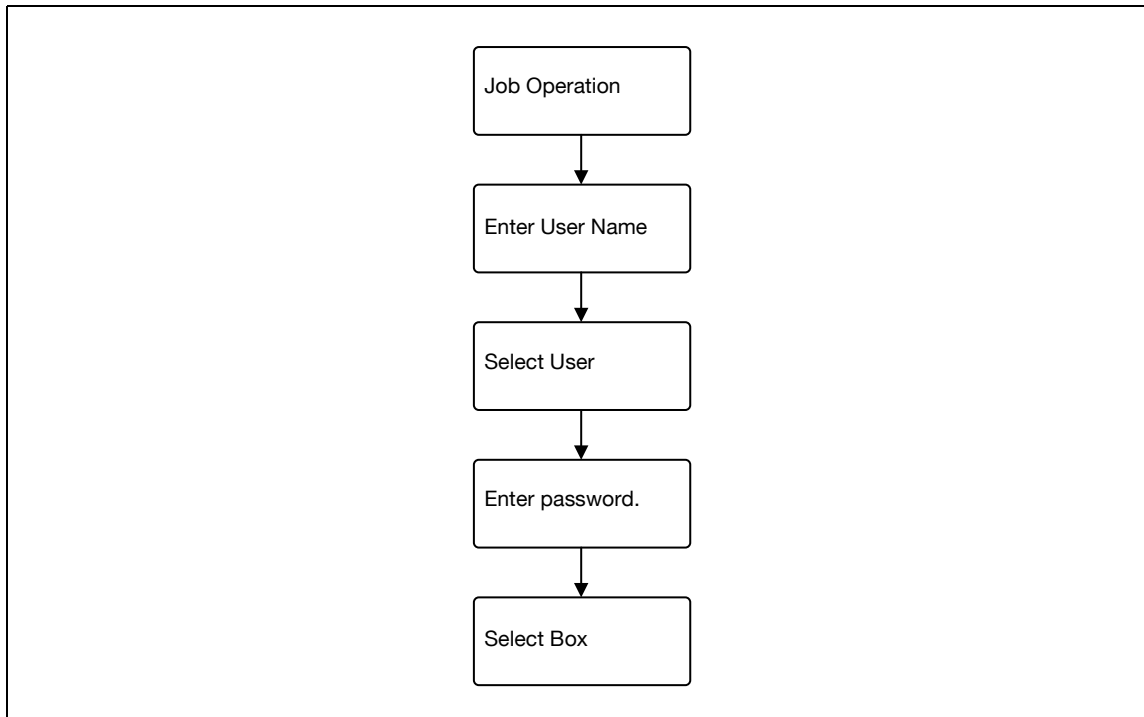 Job Operation
Enter User Name
Select User
Enter password.
Select Box